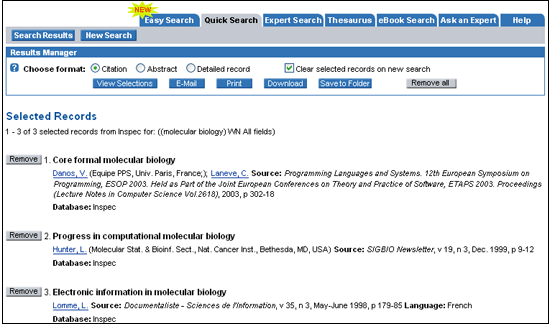 NEW
Easy Search Quick Search Expert Search Thesaurus eBook Search Ask an Expert Help
Search Results New Search
Results Manager
? Choose format: Citation Abstract Detailed record Clear selected records on new search
View Selections E-Mail Print Download Save to Folder Remove all
Selected Records
1 - 3 of 3 selected records from Inspec for: ((molecular biology) WN All fields)
Remove 1. Core formal molecular biology
Danos, V. (Equipe PPS, Univ. Paris, France;); Laneve, C. Source: Programming Languages and Systems. 12th European Symposium on
Programming, ESOP 2003. Held as Part of the Joint European Conferences on Theory and Practice of Software, ETAPS 2003. Proceedings
(Lecture Notes in Computer Science Vol.2618), 2003, p 302-18
Database: Inspec
Remove 2. Progress in computational molecular biology
Hunter, L. (Molecular Stat. & Bioinf. Sect., Nat. Cancer Inst., Bethesda, MD, USA) Source: SIGBIO Newsletter, v 19, n 3, Dec. 1999, p 9-12
Database: Inspec
Remove 3. Electronic information in molecular biology
Lomme, L. Source: Documentaliste - Sciences de l'Information, v 35, n 3, May-June 1998, p 179-85 Language: French
Database: Inspec